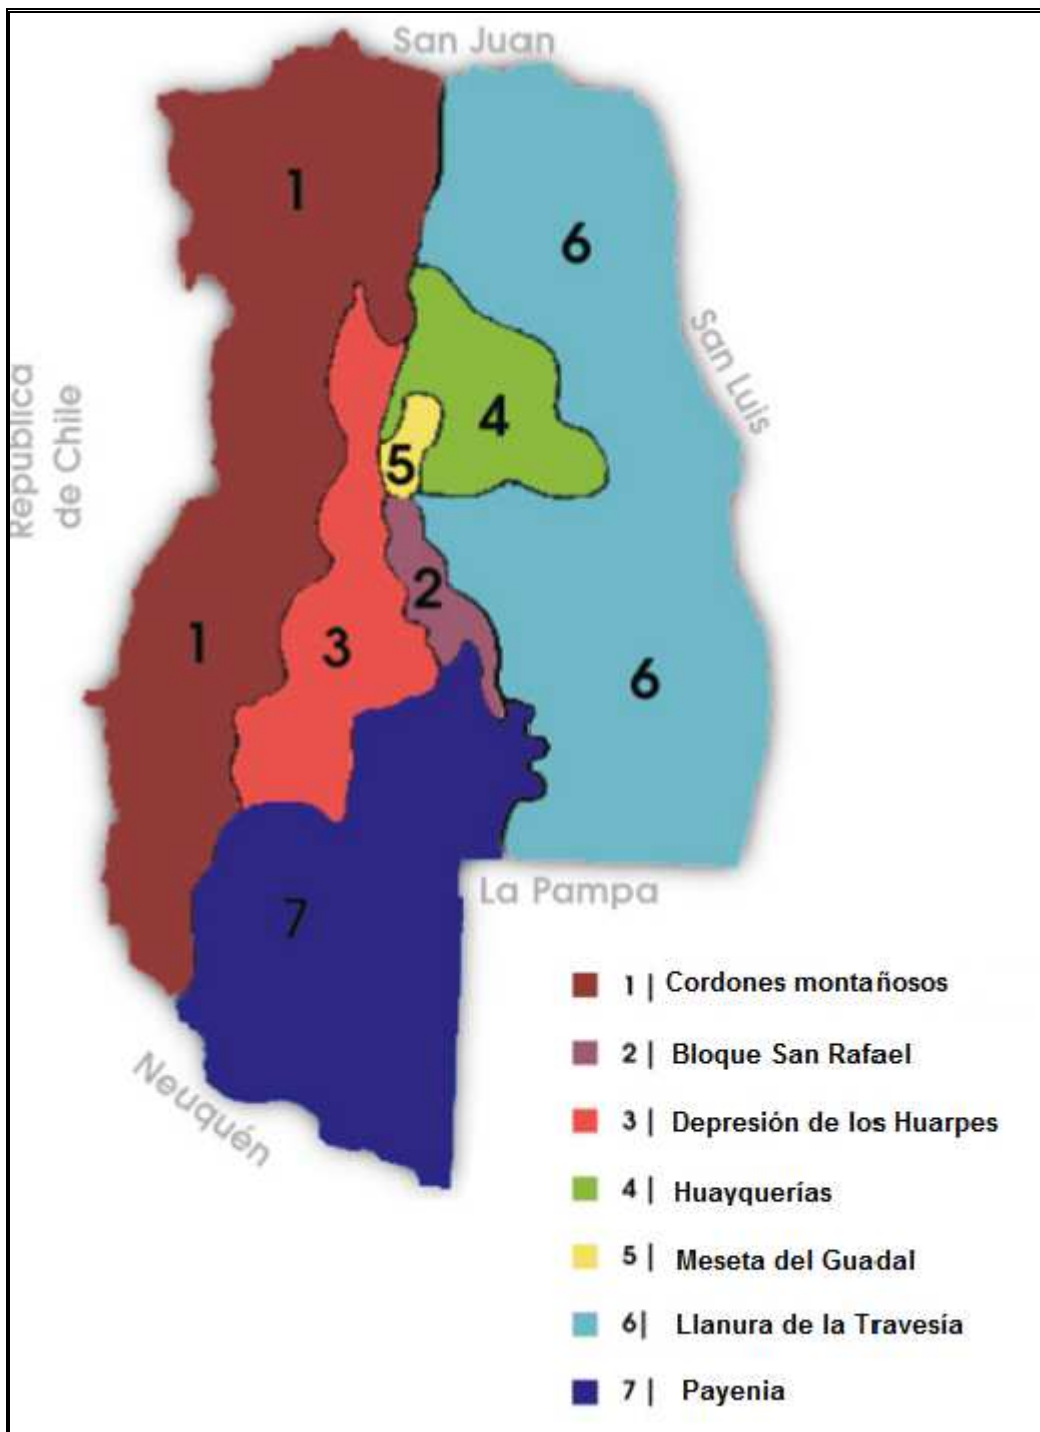 San Juan
1
6
San Luis
Republica
de Chile
4
5
2
1
3
6
La Pampa
7
Neuquén
1 | Cordones montañosos
2 | Bloque San Rafael
3 | Depresión de los Huarpes
4 | Huayquerías
5 | Meseta del Guadal
6| Llanura de la Travesía
7 | Payenia